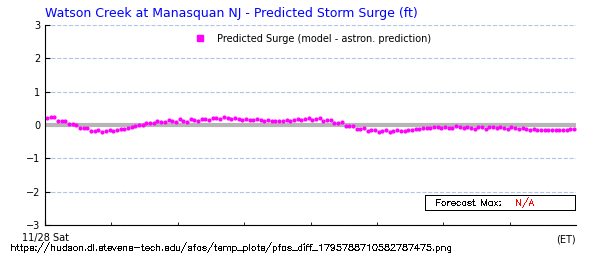 Watson Creek at Manasquan NJ - Predicted Storm Surge (ft)
3
Predicted Surge (model - astron. prediction)
2
1
0
−1
−2
Forecast Max: N/A
−3
11/28 Sat
(ET)
https://hudson.dl.stevens-tech.edu/sfas/temp_plots/pfas_diff_1795788710582787475.png